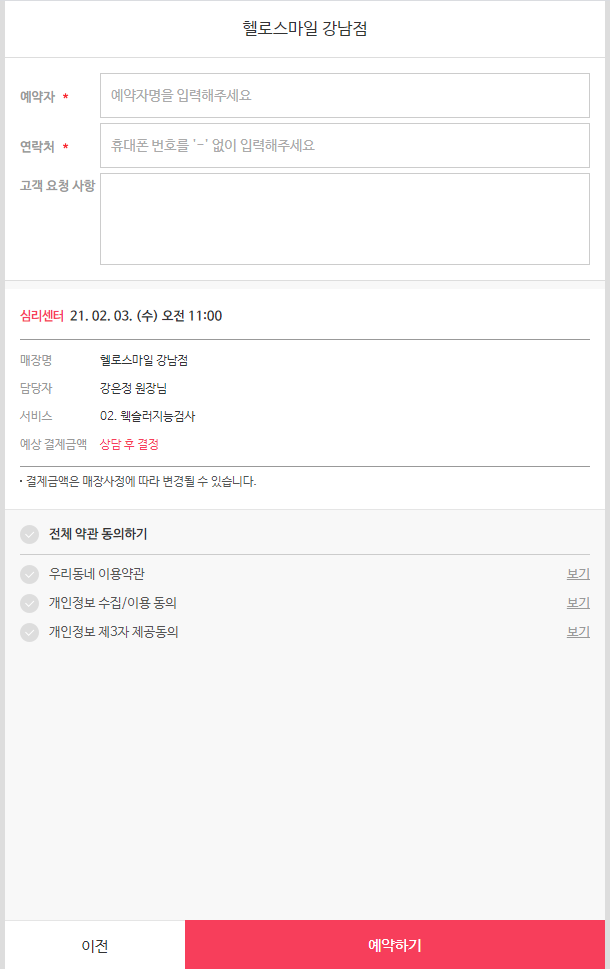 헬로스마일 강남점
예약자 * 예약자명을 입력해주세요
연락처 * 휴대폰 번호를 '-' 없이 입력해주세요
고객 요청 사항
심리센터 21. 02. 03. (수) 오전 11:00
매장명 헬로스마일 강남점
담당자 강은정 원장님
서비스 02. 웩슬러지능검사
예상 결제금액 상담 후 결정
• 결제금액은 매장사정에 따라 변경될 수 있습니다.
전체 약관 동의하기
우리동네 이용약관 보기
개인정보 수집/이용 동의 보기
개인정보 제3자 제공동의 보기
이전 예약하기